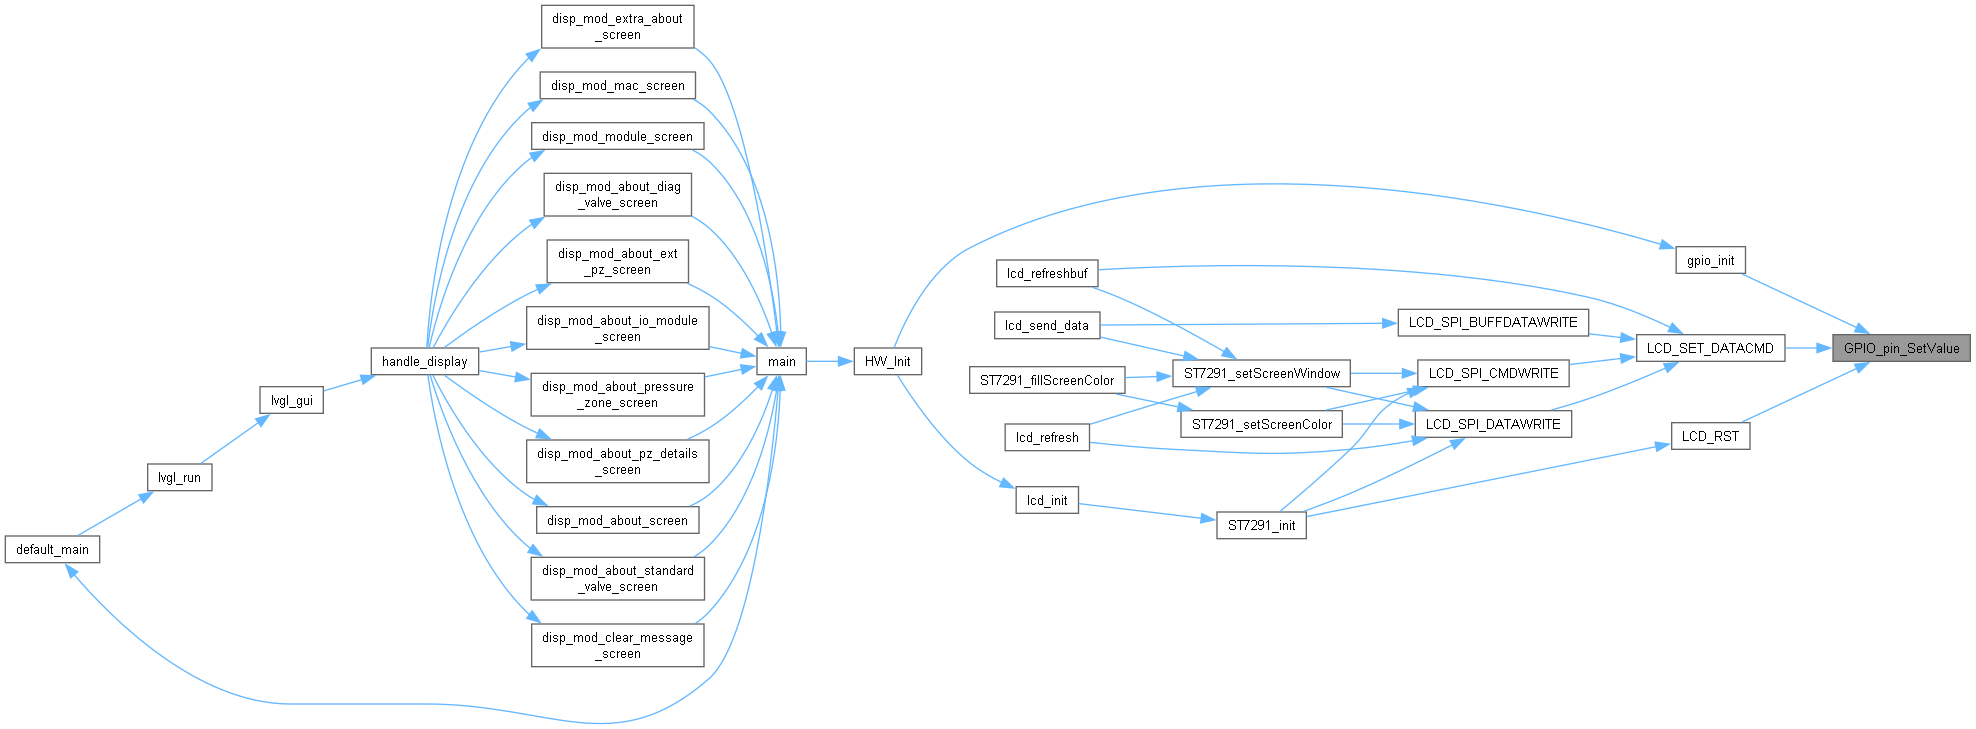 disp_mod_extra_about
_screen
disp_mod_mac_screen
disp_mod_module_screen
disp_mod_about_diag
_valve_screen
disp_mod_about_ext
_pz_screen
disp_mod_about_io_module
_screen
handle_display
disp_mod_about_pressure
_zone_screen
disp_mod_about_pz_details
_screen
disp_mod_about_screen
disp_mod_about_standard
_valve_screen
disp_mod_clear_message
_screen
lvgl_gui
lvgl_run
default_main
main
HW_Init
gpio_init
lcd_refreshbuf
lcd_send_data
LCD_SPI_BUFFDATAWRITE
LCD_SET_DATACMD
GPIO_pin_SetValue
ST7291_setScreenWindow
LCD_SPI_CMDWRITE
ST7291_fillScreenColor
ST7291_setScreenColor
LCD_SPI_DATAWRITE
lcd_refresh
LCD_RST
lcd_init
ST7291_init